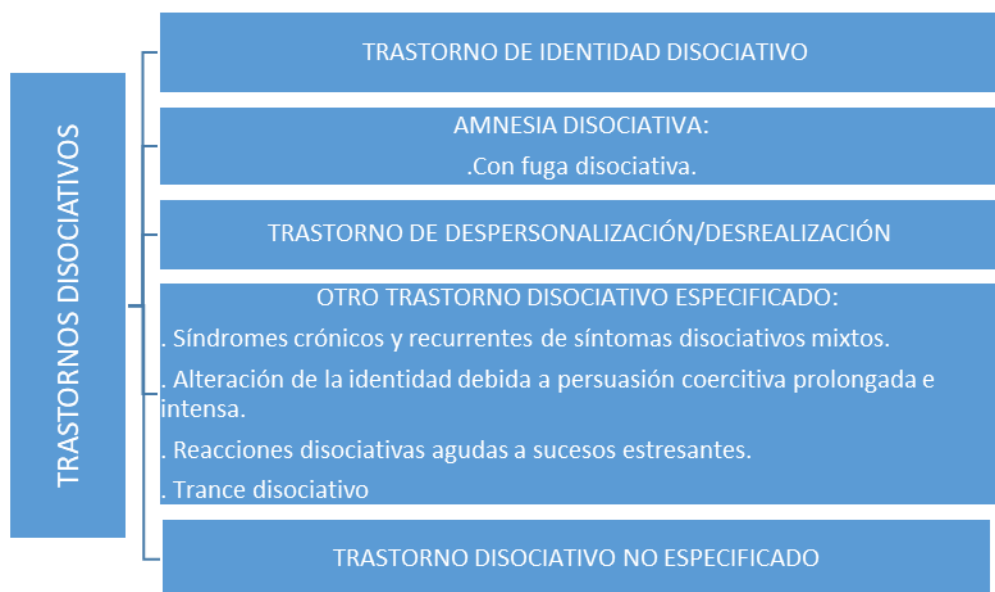 TRASTORNOS DISOCIATIVOS
TRASTORNO DE IDENTIDAD DISOCIATIVO
AMNESIA DISOCIATIVA:
.Con fuga disociativa.
TRASTORNO DE DESPERSONALIZACIÓN/DESREALIZACIÓN
OTRO TRASTORNO DISOCIATIVO ESPECIFICADO:
. Síndromes crónicos y recurrentes de síntomas disociativos mixtos.
. Alteración de la identidad debida a persuasión coercitiva prolongada e
intensa.
. Reacciones disociativas agudas a sucesos estresantes.
. Trance disociativo
TRASTORNO DISOCIATIVO NO ESPECIFICADO